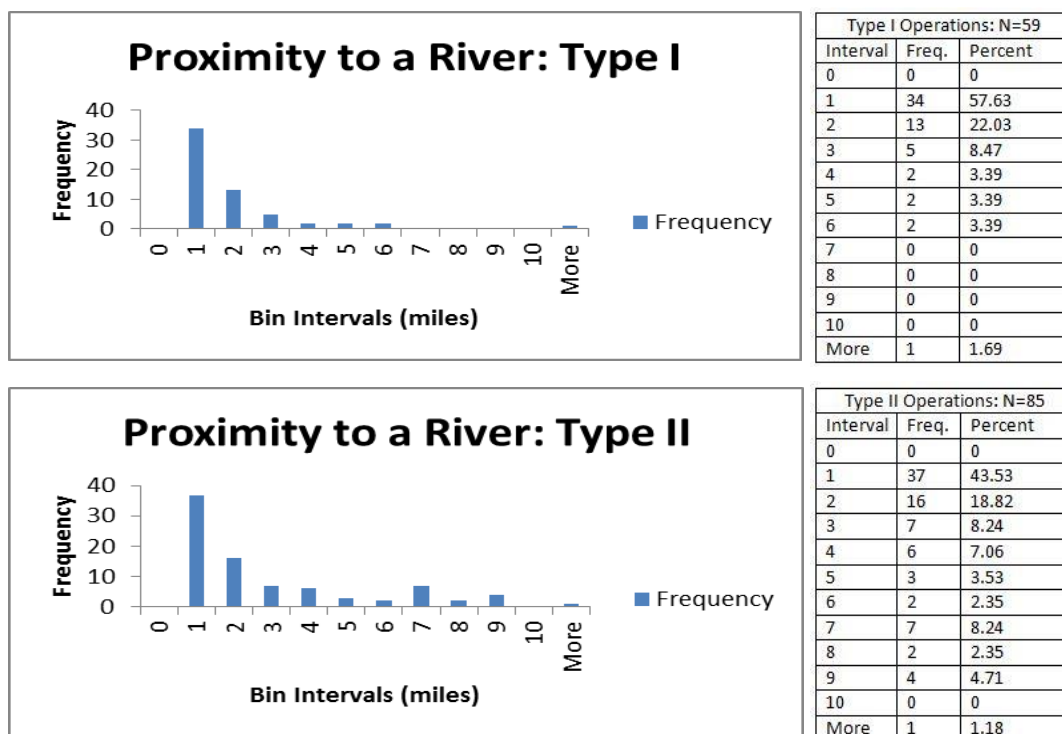 Proximity to a River: Type I
40
30
20
10
0
Frequency
0 1 2 3 4 5 6 7 8 9 10 More
Bin Intervals (miles)
Frequency
Type I Operations: N=59
Interval Freq. Percent
0 0 0
1 34 57.63
2 13 22.03
3 5 8.47
4 2 3.39
5 2 3.39
6 2 3.39
7 0 0
8 0 0
9 0 0
10 0 0
More 1 1.69
Proximity to a River: Type II
40
30
20
10
0
Frequency
0 1 2 3 4 5 6 7 8 9 10 More
Bin Intervals (miles)
Frequency
Type II Operations: N=85
Interval Freq. Percent
0 0 0
1 37 43.53
2 16 18.82
3 7 8.24
4 6 7.06
5 3 3.53
6 2 2.35
7 7 8.24
8 2 2.35
9 4 4.71
10 0 0
More 1 1.18